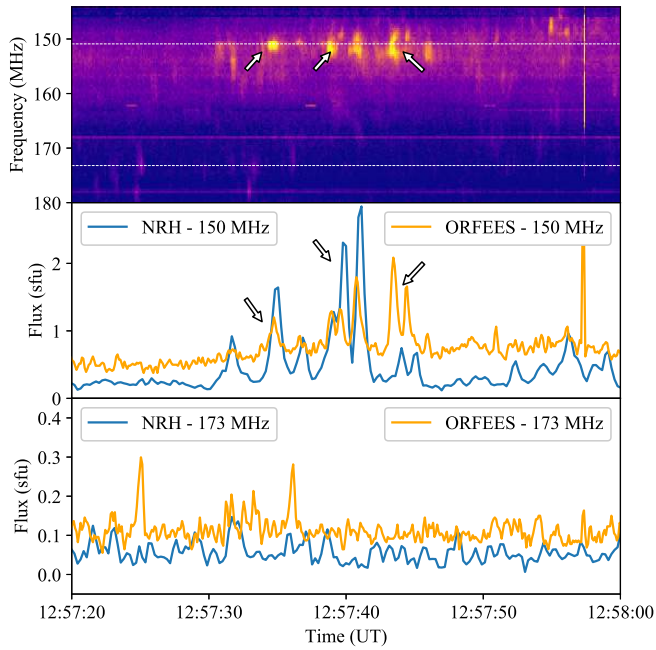 150
160
170
180
Frequency (MHz)
NRH - 150 MHz
ORFEES - 150 MHz
2
1
0
Flux (sfu)
NRH - 173 MHz
ORFEES - 173 MHz
0.4
0.3
0.2
0.1
0.0
Flux (sfu)
12:57:20 12:57:30 12:57:40 12:57:50 12:58:00
Time (UT)